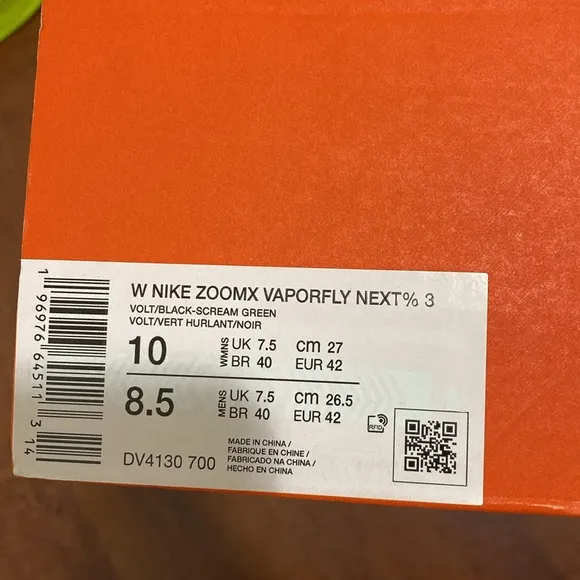 W NIKE ZOOMX VAPORFLY NEXT% 3
VOLT/BLACK-SCREAM GREEN
VOLT/VERT HURLANT/NOIR
10 WMNS UK 7.5 cm 27
BR 40 EUR 42
8.5 MENS UK 7.5 cm 26.5
BR 40 EUR 42
RFID
MADE IN CHINA /
FABRIQUE EN CHINE /
FABRICADO NA CHINA /
HECHO EN CHINA
DV4130 700
1 96976 64511 3 14